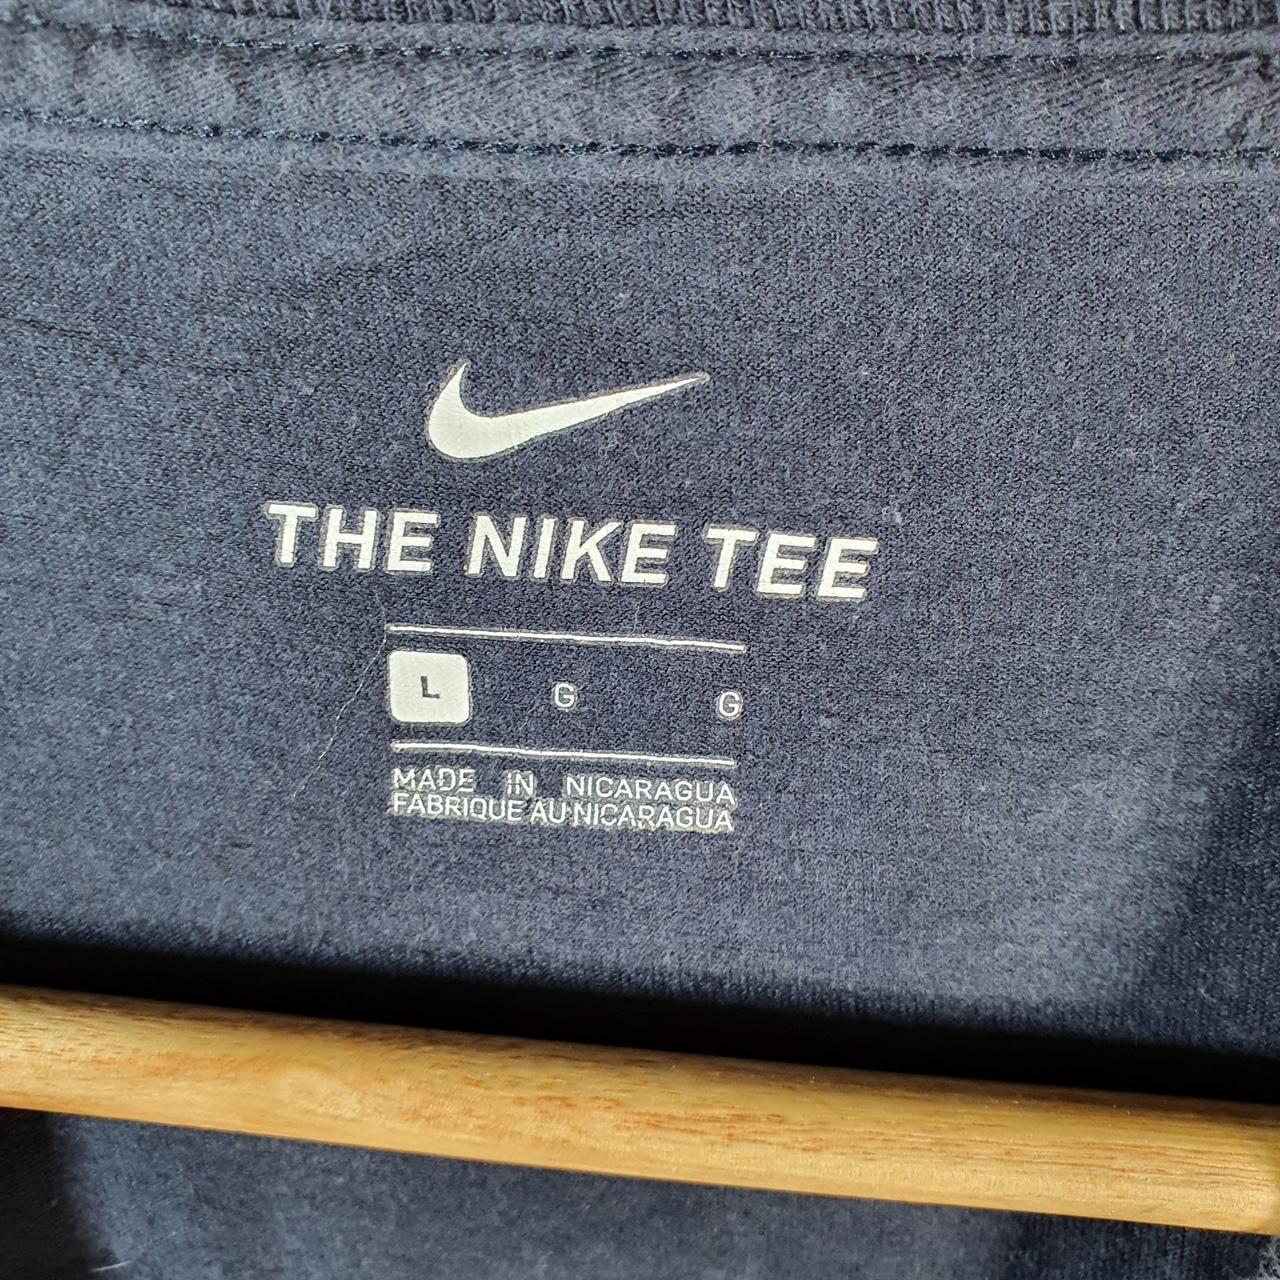 THE NIKE TEE
L G G
MADE IN NICARAGUA
FABRIQUE AU NICARAGUA